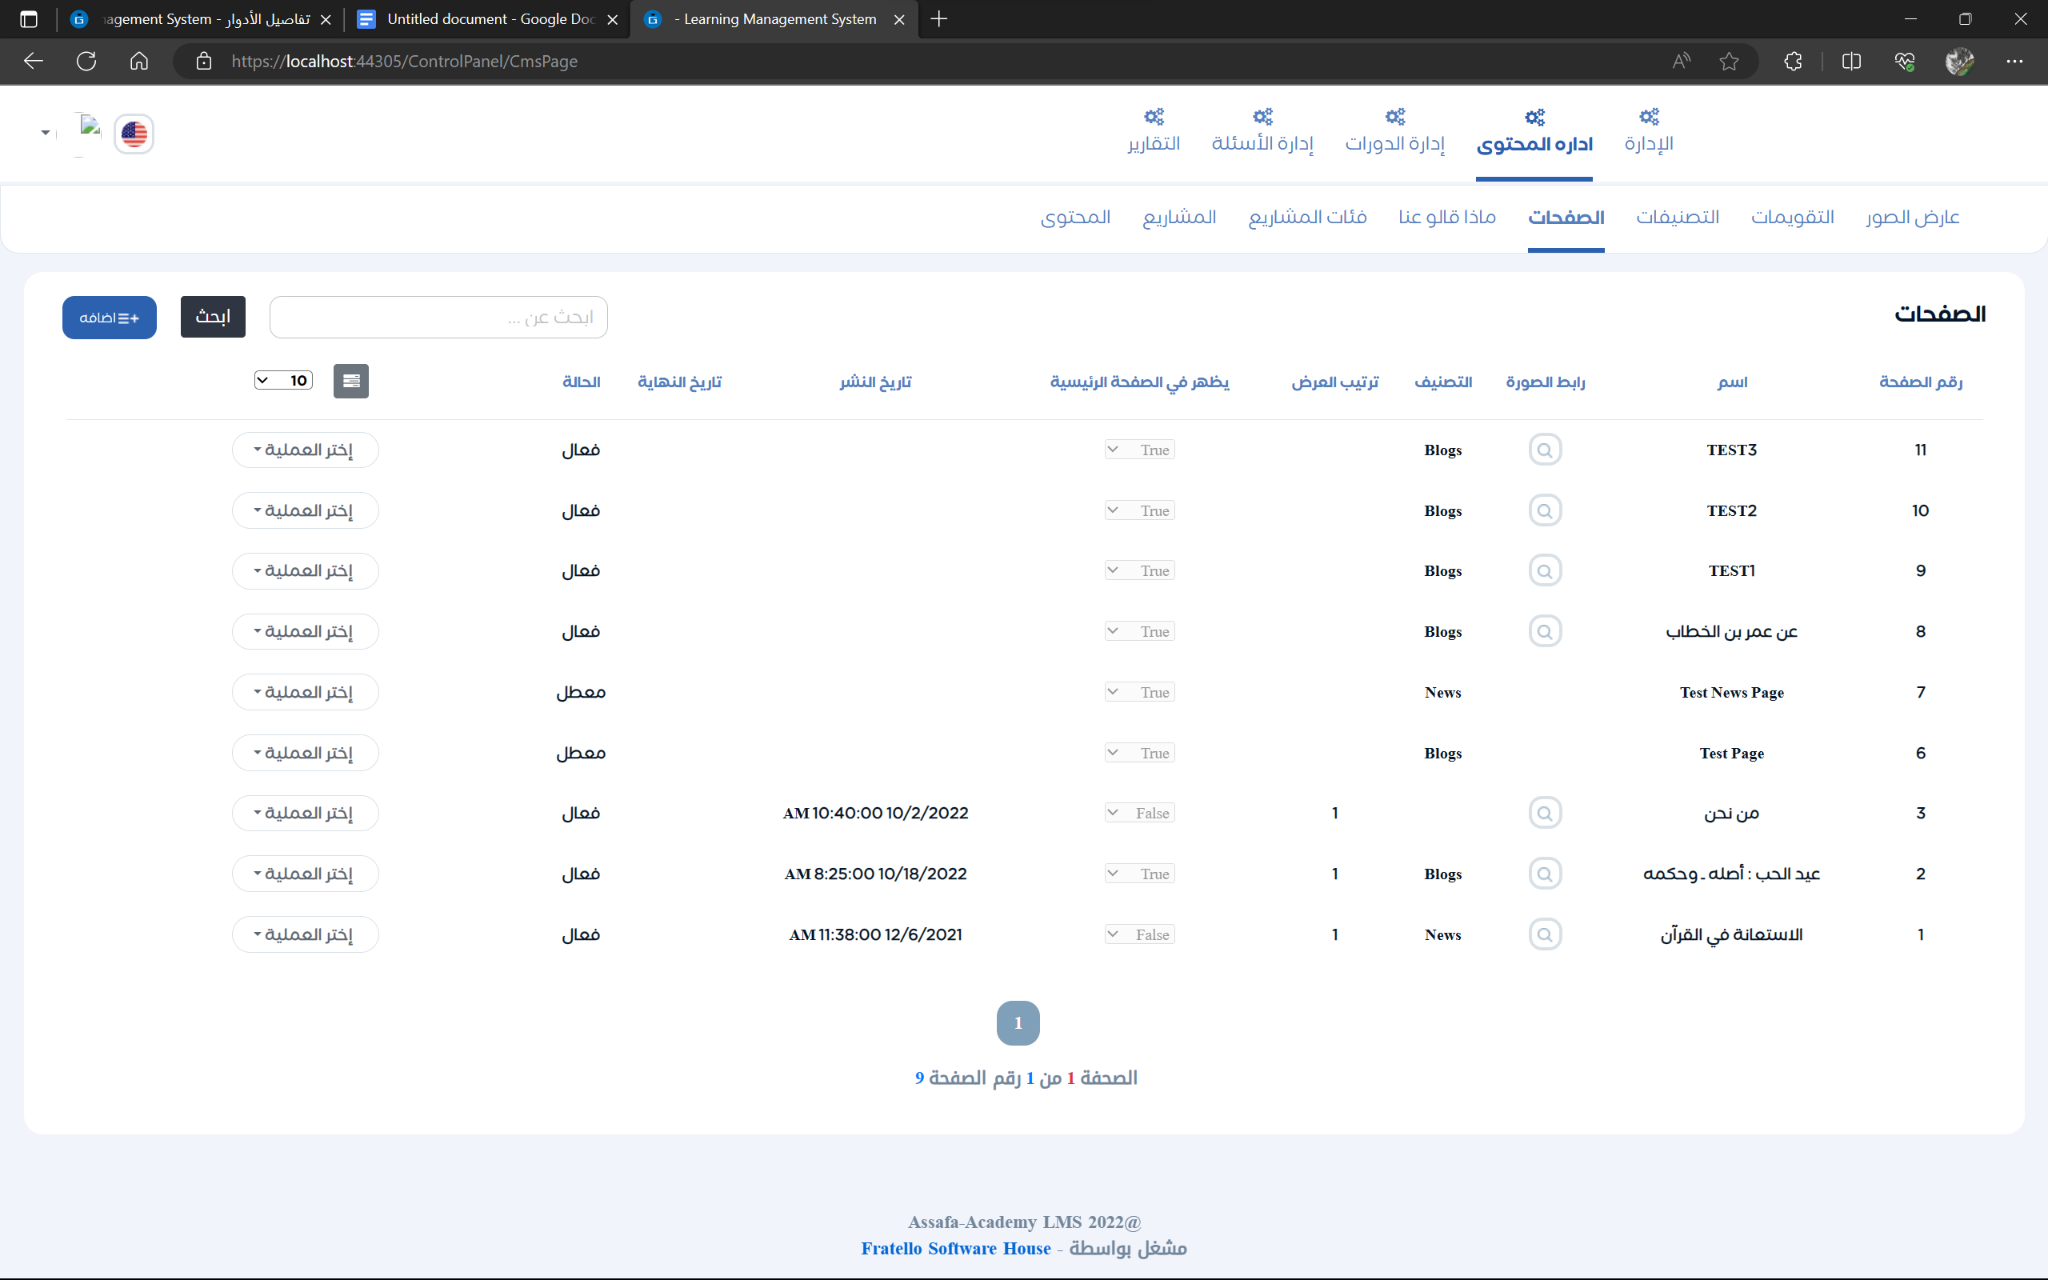 agement System - تفاصيل الأدوار
Untitled document - Google Doc
- Learning Management System
https://localhost:44305/ControlPanel/CmsPage
الإدارة
اداره المحتوى
إدارة الدورات
إدارة الأسئلة
التقارير
عارض الصور
التقويمات
التصنيفات
الصفحات
ماذا قالو عنا
فئات المشاريع
المشاريع
المحتوى
الصفحات
ابحث عن ...
ابحث
اضافه
رقم الصفحة اسم رابط الصورة التصنيف ترتيب العرض يظهر في الصفحة الرئيسية تاريخ النشر تاريخ النهاية الحالة 10
11 TEST3 Blogs True فعال إختر العملية
10 TEST2 Blogs True فعال إختر العملية
9 TEST1 Blogs True فعال إختر العملية
8 عن عمر بن الخطاب Blogs True فعال إختر العملية
7 Test News Page News True معطل إختر العملية
6 Test Page Blogs True معطل إختر العملية
3 من نحن 1 False AM 10:40:00 10/2/2022 فعال إختر العملية
2 عيد الحب : أصله ـ وحكمه Blogs 1 True AM 8:25:00 10/18/2022 فعال إختر العملية
1 الاستعانة في القرآن News 1 False AM 11:38:00 12/6/2021 فعال إختر العملية
1
الصحفة 1 من 1 رقم الصفحة 9
Assafa-Academy LMS 2022@
مشغل بواسطة - Fratello Software House